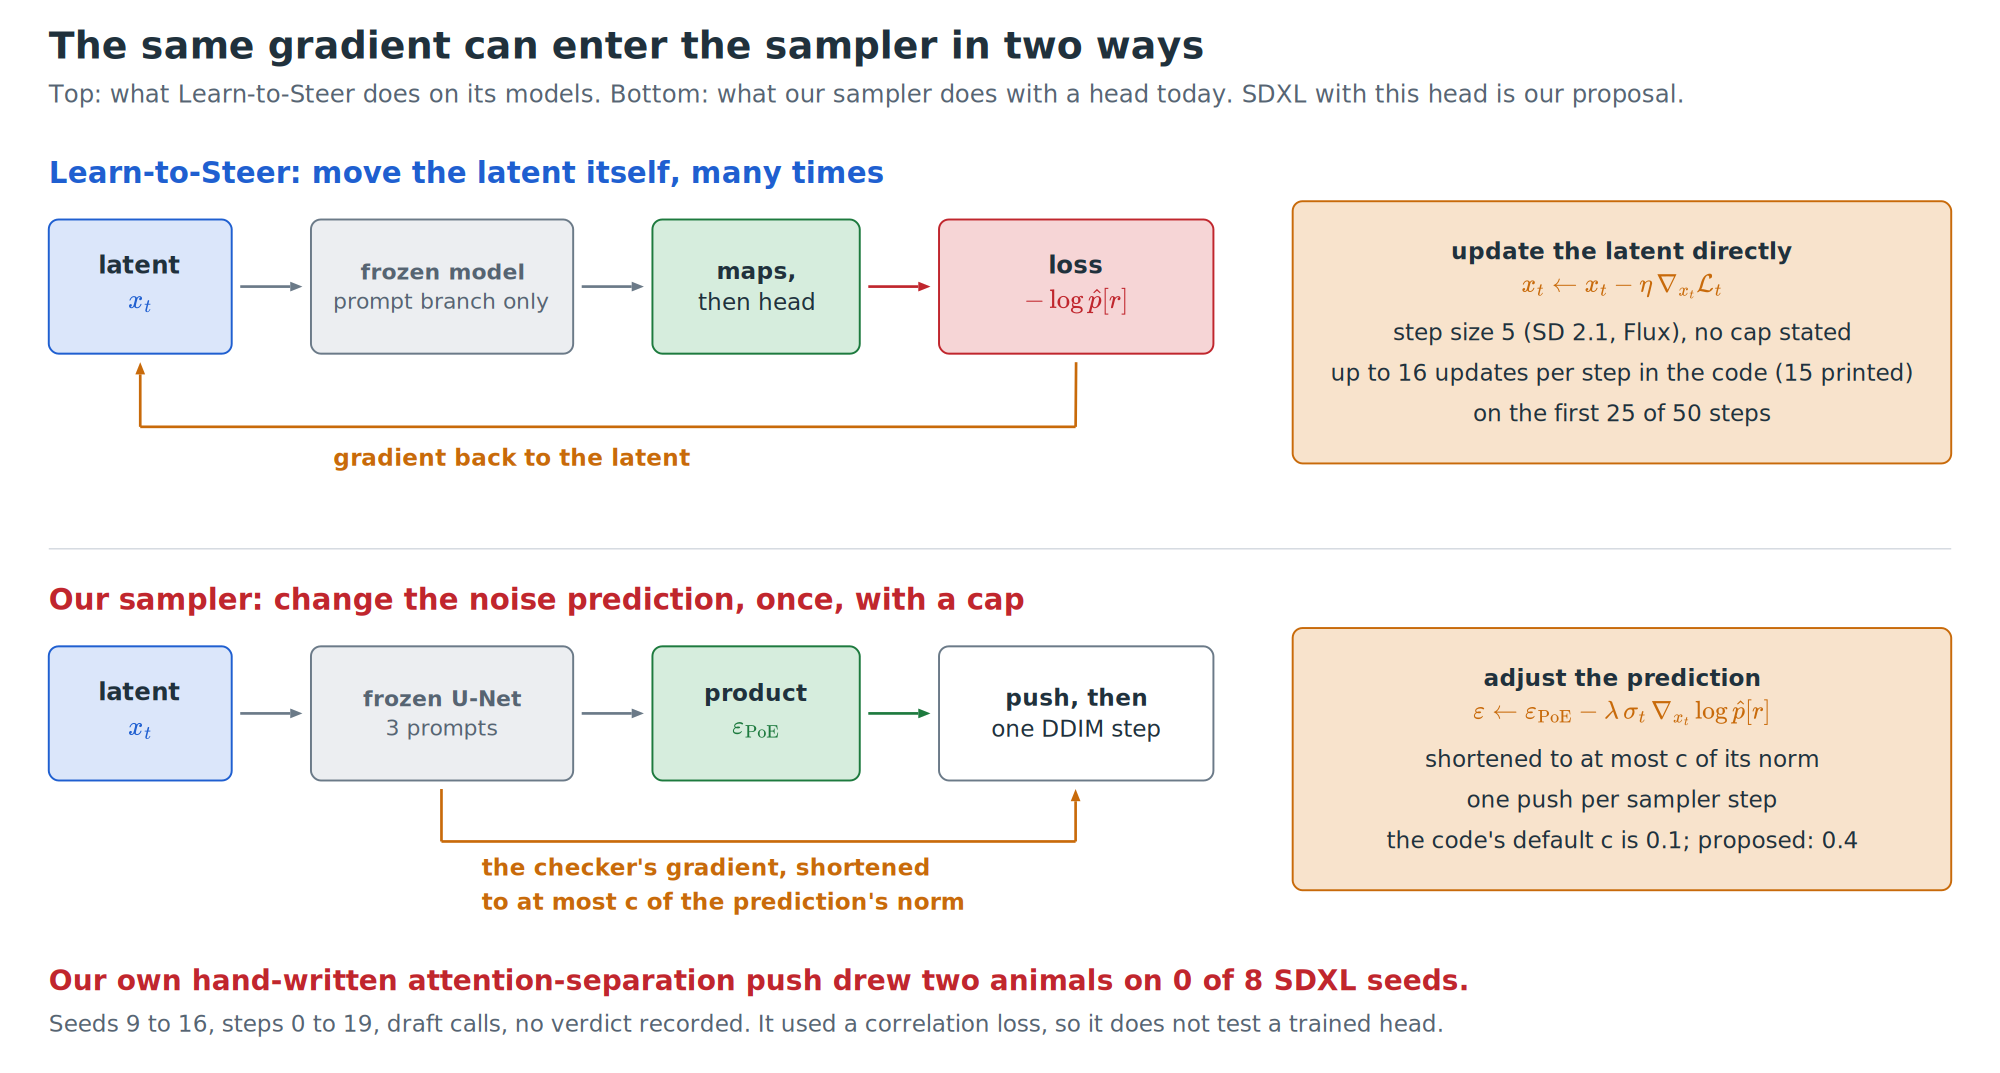 The same gradient can enter the sampler in two ways
Top: what Learn-to-Steer does on its models. Bottom: what our sampler does with a head today. SDXL with this head is our proposal.
Learn-to-Steer: move the latent itself, many times
latent
x_t
frozen model
prompt branch only
maps,
then head
loss
− log p̂[r]
gradient back to the latent
update the latent directly
x_t ← x_t − η ∇_{x_t} ℒ_t
step size 5 (SD 2.1, Flux), no cap stated
up to 16 updates per step in the code (15 printed)
on the first 25 of 50 steps
Our sampler: change the noise prediction, once, with a cap
latent
x_t
frozen U-Net
3 prompts
product
ε_PoE
push, then
one DDIM step
the checker's gradient, shortened
to at most c of the prediction's norm
adjust the prediction
ε ← ε_PoE − λ σ_t ∇_{x_t} log p̂[r]
shortened to at most c of its norm
one push per sampler step
the code's default c is 0.1; proposed: 0.4
Our own hand-written attention-separation push drew two animals on 0 of 8 SDXL seeds.
Seeds 9 to 16, steps 0 to 19, draft calls, no verdict recorded. It used a correlation loss, so it does not test a trained head.